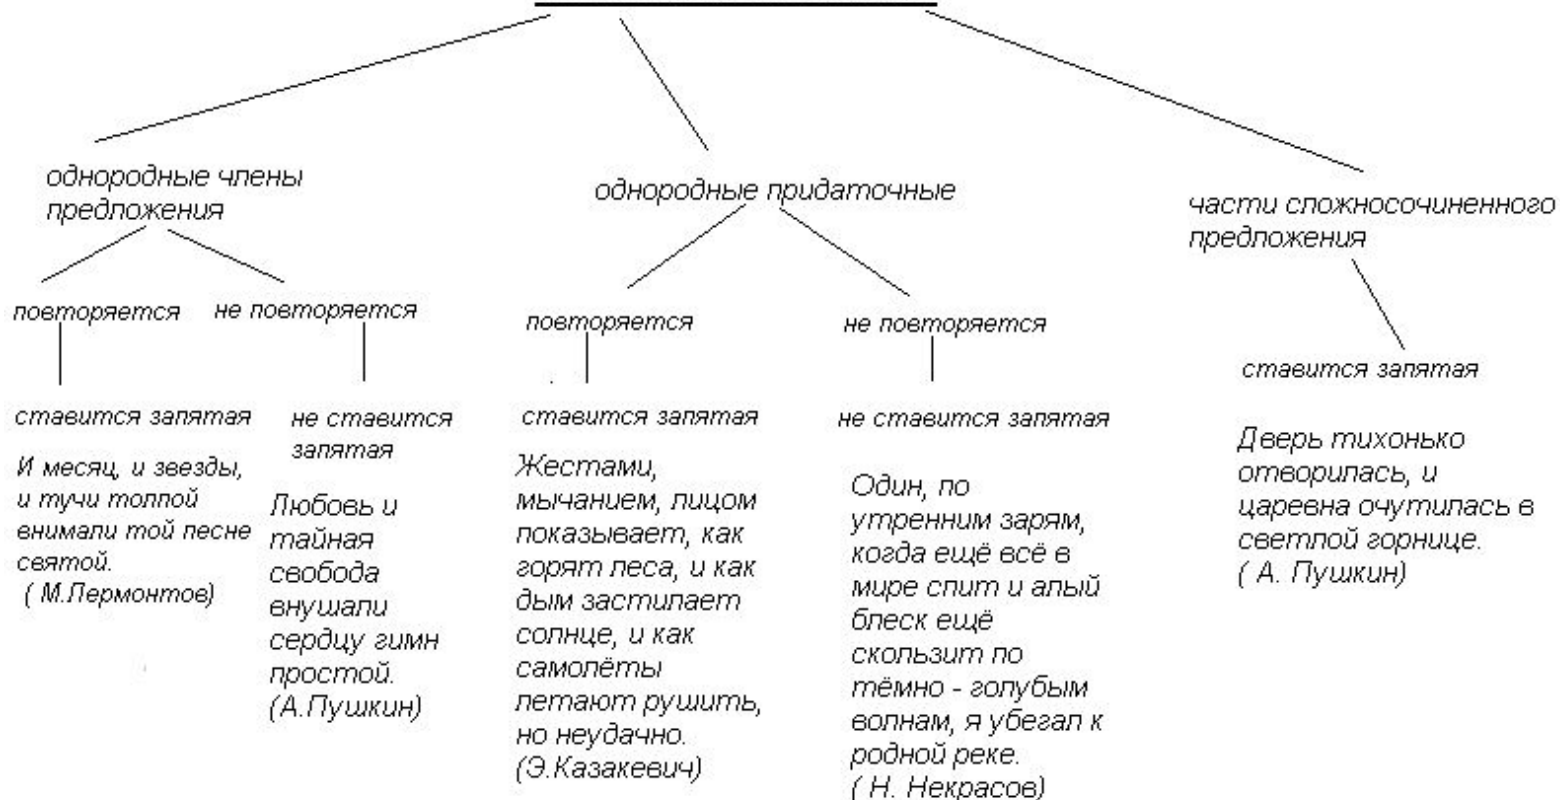 однородные члены
предложения
однородные придаточные
части сложносочиненного
предложения
повторяется
не повторяется
повторяется
не повторяется
ставится запятая
ставится запятая
не ставится
запятая
ставится запятая
не ставится запятая
И месяц, и звезды,
и тучи толпой
внимали той песне
святой.
( М.Лермонтов)
Любовь и
тайная
свобода
внушали
сердцу гимн
простой.
(А.Пушкин)
Жестами,
мычанием, лицом
показывает, как
горят леса, и как
дым застилает
солнце, и как
самолёты
летают рушить,
но неудачно.
(Э.Казакевич)
Один, по
утренним зарям,
когда ещё всё в
мире спит и алый
блеск ещё
скользит по
тёмно - голубым
волнам, я убегал к
родной реке.
( Н. Некрасов)
Дверь тихонько
отворилась, и
царевна очутилась в
светлой горнице.
( А. Пушкин)